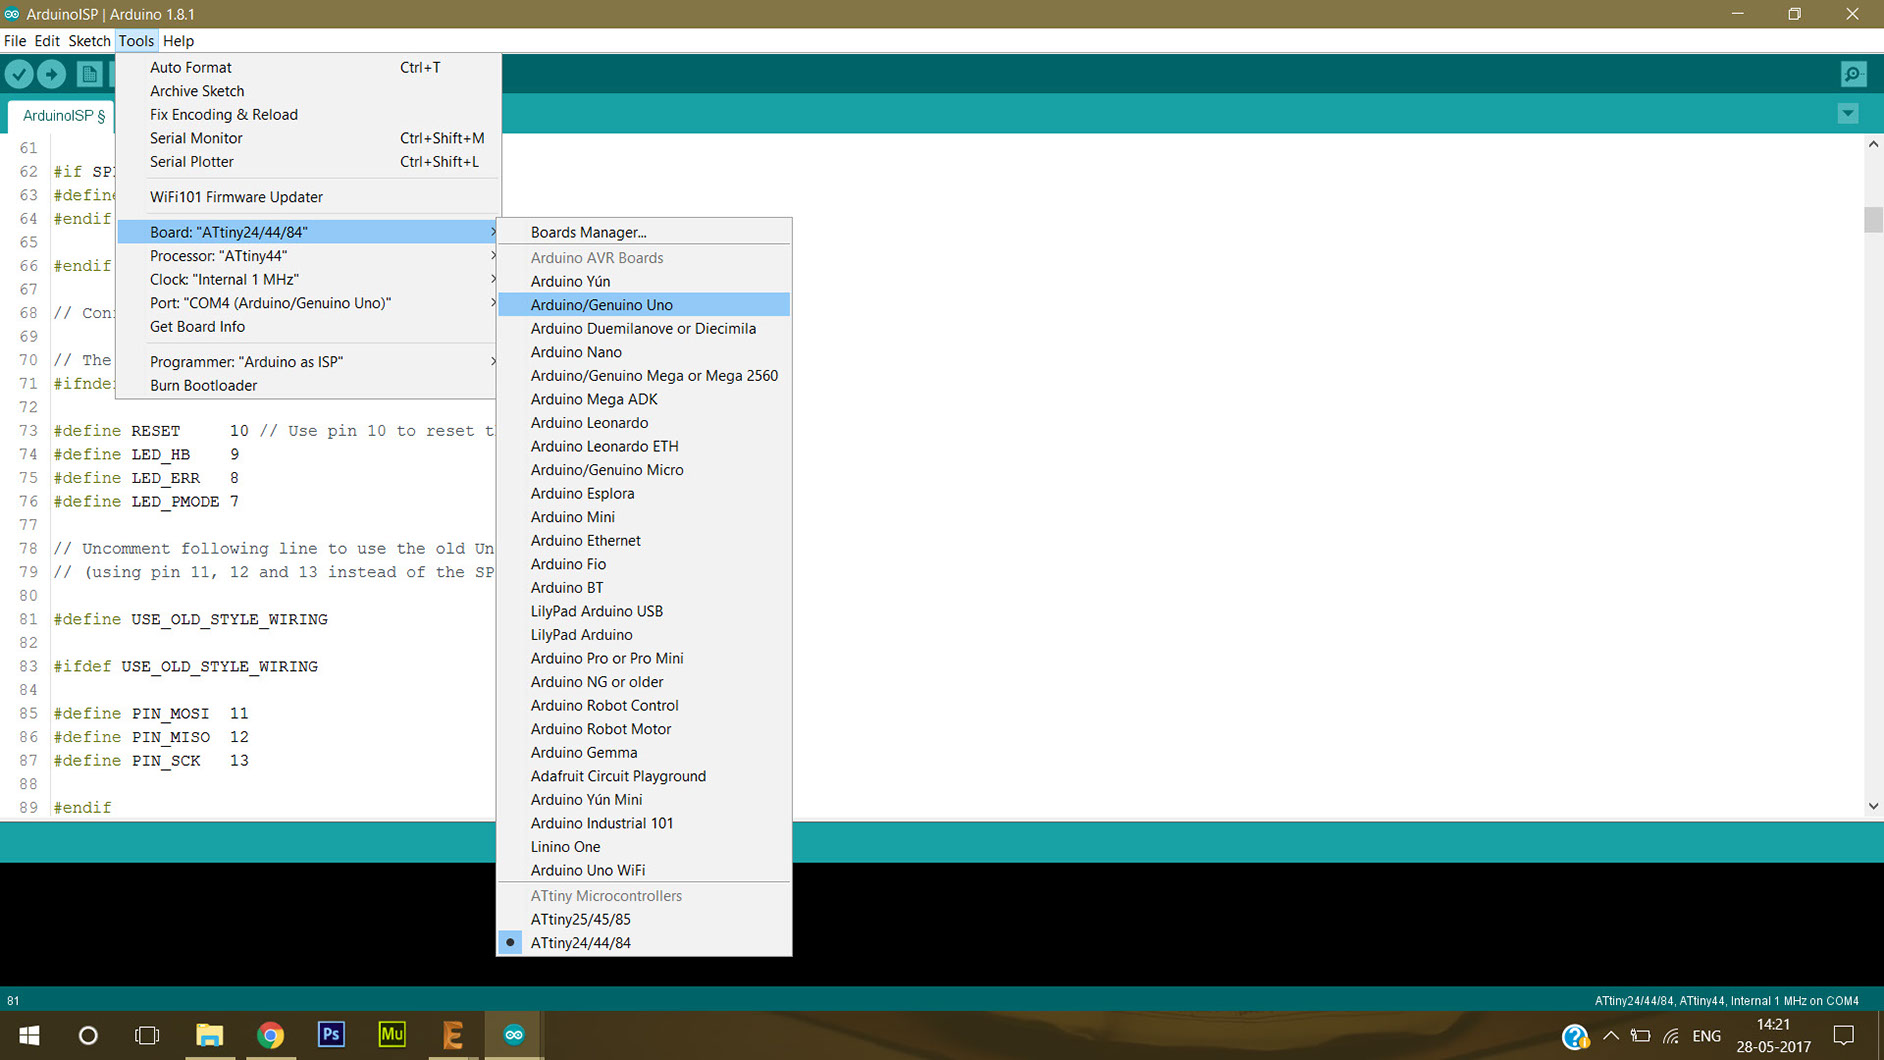 ArduinoISP | Arduino 1.8.1
File Edit Sketch Tools Help
Auto Format Ctrl+T
Archive Sketch
Fix Encoding & Reload
Serial Monitor Ctrl+Shift+M
Serial Plotter Ctrl+Shift+L
WiFi101 Firmware Updater
Board: "ATtiny24/44/84"
Processor: "ATtiny44"
Clock: "Internal 1 MHz"
Port: "COM4 (Arduino/Genuino Uno)"
Get Board Info
Programmer: "Arduino as ISP"
Burn Bootloader
Boards Manager...
Arduino AVR Boards
Arduino Yún
Arduino/Genuino Uno
Arduino Duemilanove or Diecimila
Arduino Nano
Arduino/Genuino Mega or Mega 2560
Arduino Mega ADK
Arduino Leonardo
Arduino Leonardo ETH
Arduino/Genuino Micro
Arduino Esplora
Arduino Mini
Arduino Ethernet
Arduino Fio
Arduino BT
LilyPad Arduino USB
LilyPad Arduino
Arduino Pro or Pro Mini
Arduino NG or older
Arduino Robot Control
Arduino Robot Motor
Arduino Gemma
Adafruit Circuit Playground
Arduino Yún Mini
Arduino Industrial 101
Linino One
Arduino Uno WiFi
ATtiny Microcontrollers
ATtiny25/45/85
ATtiny24/44/84
ArduinoISP §
61
62 #if SP
63 #define
64 #endif
65
66 #endif
67
68 // Con
69
70 // The
71 #ifnde
72
73 #define RESET 10 // Use pin 10 to reset t
74 #define LED_HB 9
75 #define LED_ERR 8
76 #define LED_PMODE 7
77
78 // Uncomment following line to use the old Un
79 // (using pin 11, 12 and 13 instead of the SP
80
81 #define USE_OLD_STYLE_WIRING
82
83 #ifdef USE_OLD_STYLE_WIRING
84
85 #define PIN_MOSI 11
86 #define PIN_MISO 12
87 #define PIN_SCK 13
88
89 #endif
81
ATtiny24/44/84, ATtiny44, Internal 1 MHz on COM4
Ps
Mu
ENG
14:21
28-05-2017